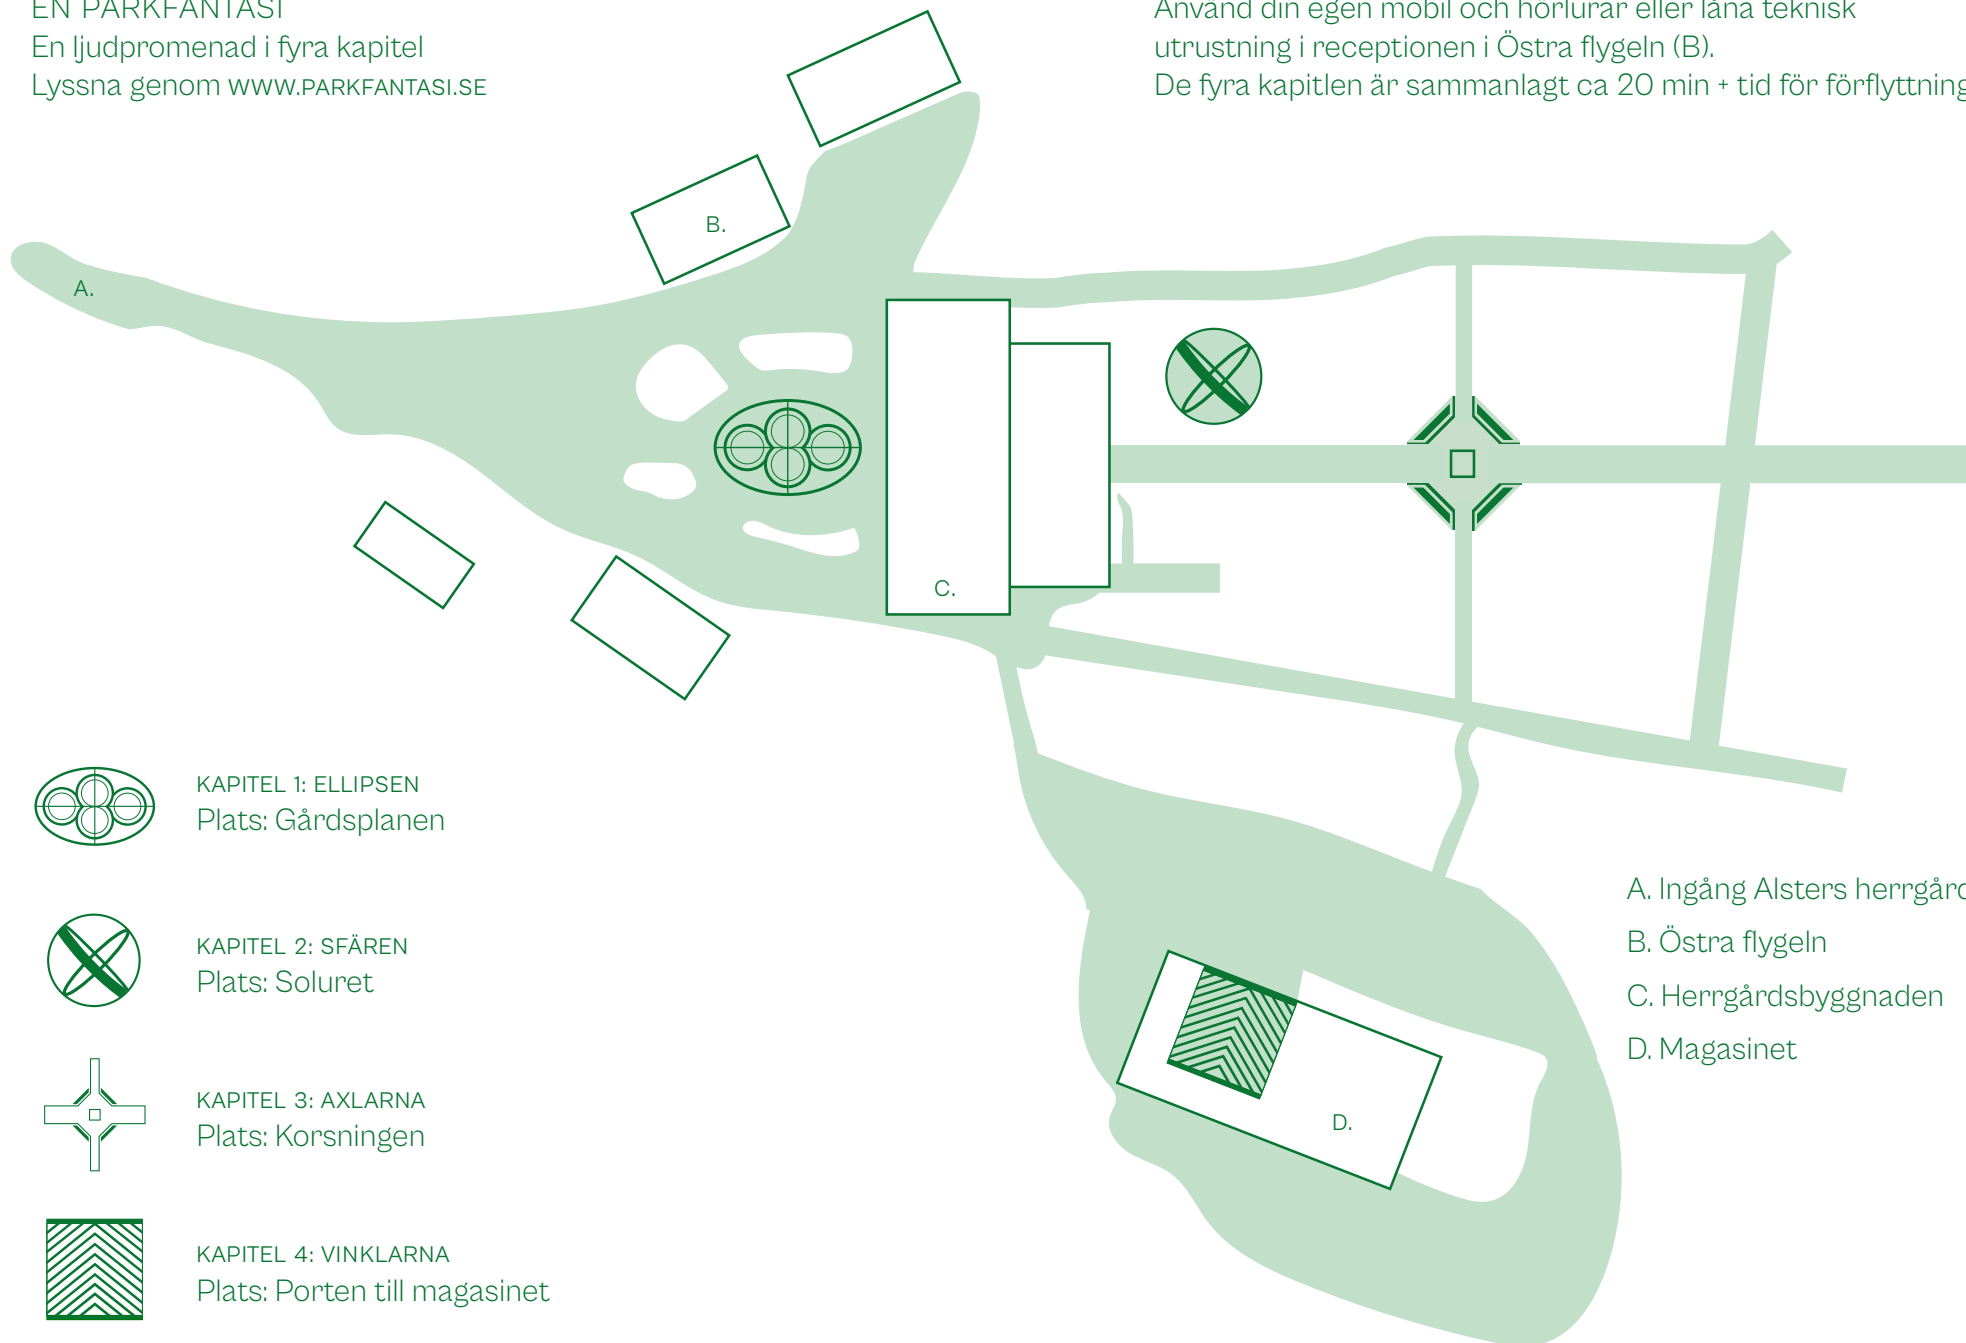 EN PARKFANTASI
En ljudpromenad i fyra kapitel
Lyssna genom WWW.PARKFANTASI.SE
Använd din egen mobil och hörlurar eller låna teknisk
utrustning i receptionen i Östra flygeln (B).
De fyra kapitlen är sammanlagt ca 20 min + tid för förflyttning
B.
A.
C.
D.
KAPITEL 1: ELLIPSEN
Plats: Gårdsplanen
KAPITEL 2: SFÄREN
Plats: Soluret
KAPITEL 3: AXLARNA
Plats: Korsningen
KAPITEL 4: VINKLARNA
Plats: Porten till magasinet
A. Ingång Alsters herrgård
B. Östra flygeln
C. Herrgårdsbyggnaden
D. Magasinet